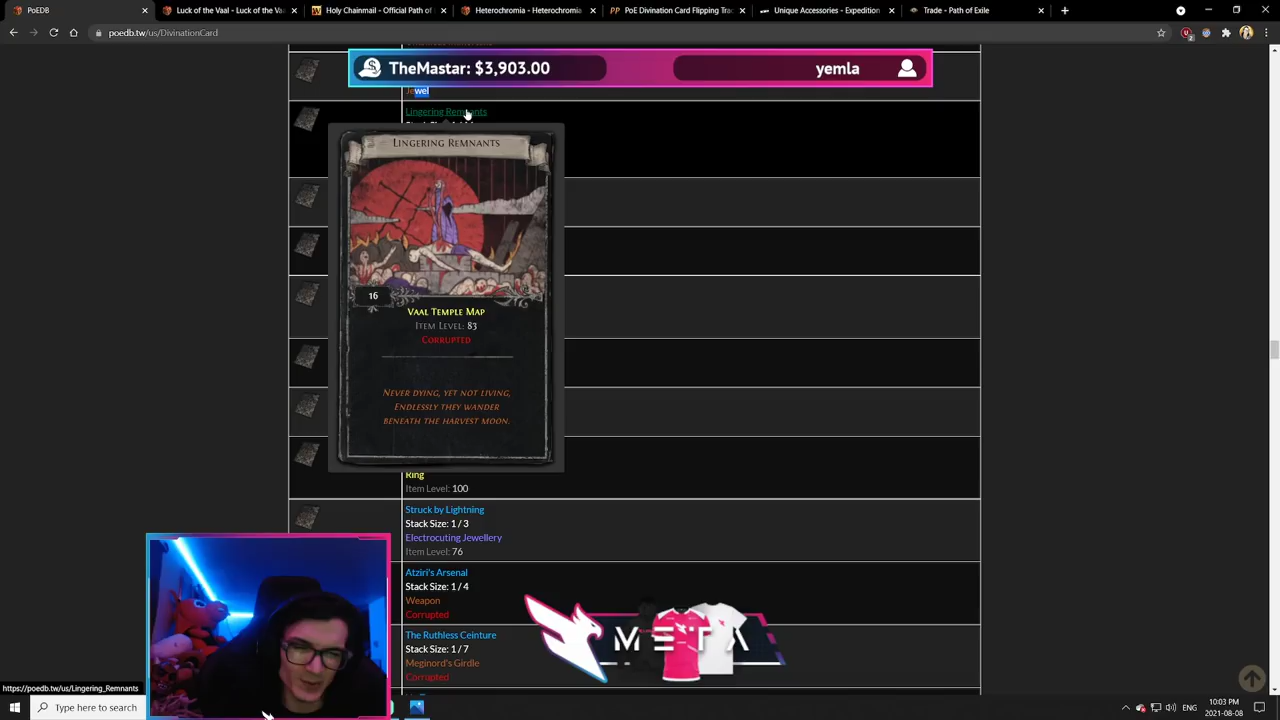 PoEDB
Luck of the Vaal - Luck of the Va
Holy Chainmail - Official Path of
Heterochromia - Heterochromia
PoE Divination Card Flipping Trac
Unique Accessories - Expedition
Trade - Path of Exile
poedb.tw/us/DivinationCard
TheMastar: $3,903.00
yemla
Jewel
Lingering Remnants
LINGERING REMNANTS
16
VAAL TEMPLE MAP
ITEM LEVEL: 83
CORRUPTED
NEVER DYING, YET NOT LIVING,
ENDLESSLY THEY WANDER
BENEATH THE HARVEST MOON.
Ring
Item Level: 100
Struck by Lightning
Stack Size: 1 / 3
Electrocuting Jewellery
Item Level: 76
Atziri's Arsenal
Stack Size: 1 / 4
Weapon
Corrupted
The Ruthless Ceinture
Stack Size: 1 / 7
Meginord's Girdle
Corrupted
META
https://poedb.tw/us/Lingering_Remnants
Type here to search
ENG
10:03 PM
2021-08-08